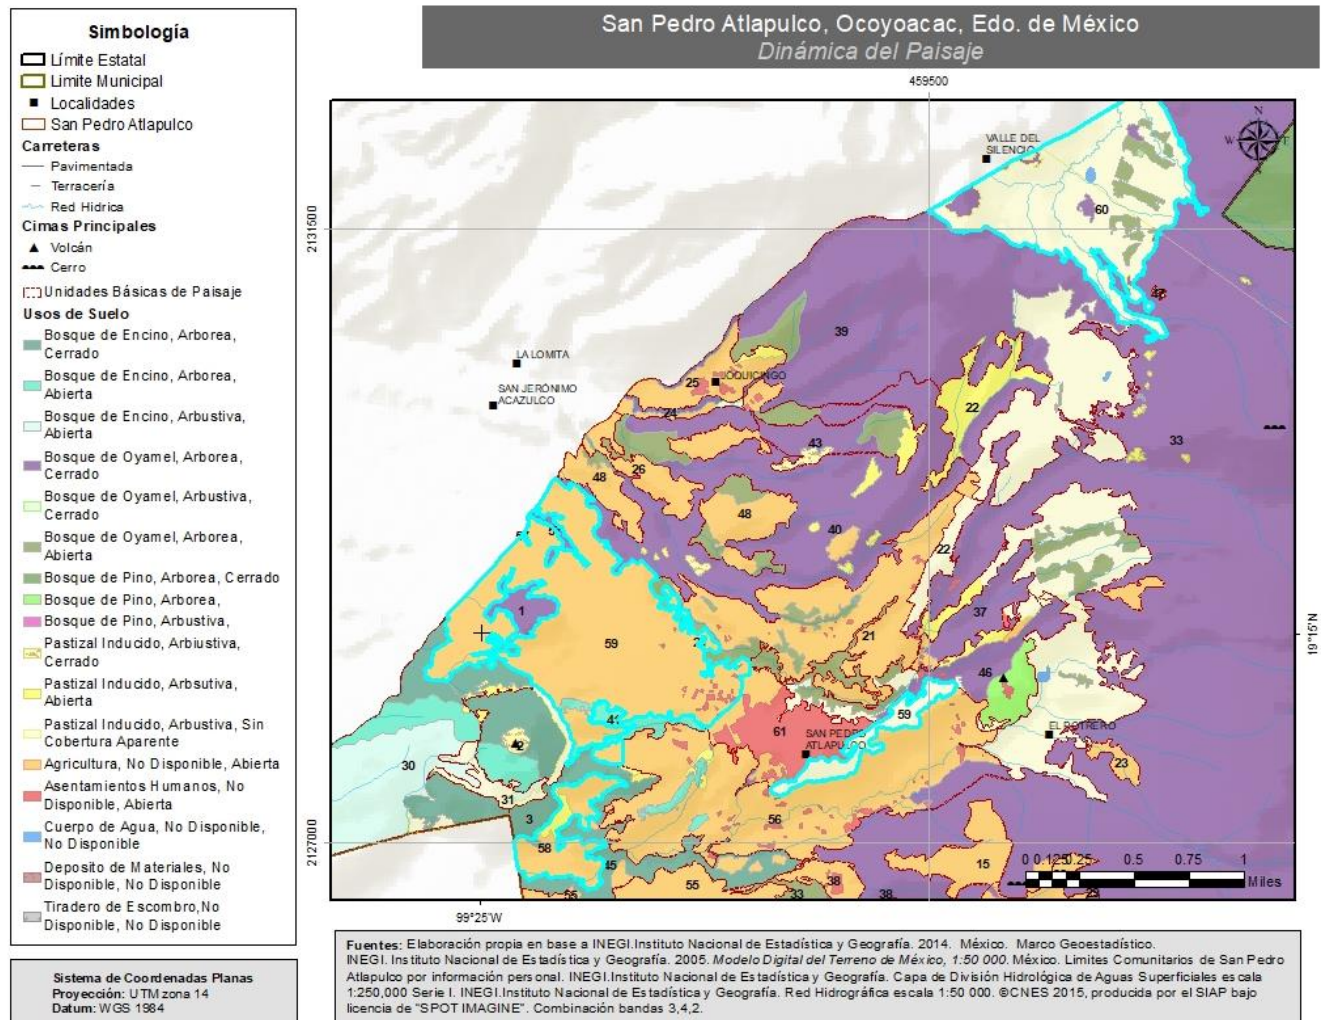 Simbología
Límite Estatal
Limite Municipal
Localidades
San Pedro Atlapulco
Carreteras
Pavimentada
Terracería
Red Hidrica
Cimas Principales
Volcán
Cerro
Unidades Básicas de Paisaje
Usos de Suelo
Bosque de Encino, Arborea,
Cerrado
Bosque de Encino, Arborea,
Abierta
Bosque de Encino, Arbustiva,
Abierta
Bosque de Oyamel, Arborea,
Cerrado
Bosque de Oyamel, Arbustiva,
Cerrado
Bosque de Oyamel, Arborea,
Abierta
Bosque de Pino, Arborea, Cerrado
Bosque de Pino, Arborea,
Bosque de Pino, Arbustiva,
Pastizal Inducido, Arbiustiva,
Cerrado
Pastizal Inducido, Arbsutiva,
Abierta
Pastizal Inducido, Arbustiva, Sin
Cobertura Aparente
Agricultura, No Disponible, Abierta
Asentamientos Humanos, No
Disponible, Abierta
Cuerpo de Agua, No Disponible,
No Disponible
Deposito de Materiales, No
Disponible, No Disponible
Tiradero de Escombro,No
Disponible, No Disponible
Sistema de Coordenadas Planas
Proyección: UTM zona 14
Datum: WGS 1984
San Pedro Atlapulco, Ocoyoacac, Edo. de México
Dinámica del Paisaje
459500
N
W
VALLE DEL
SILENCIO
60
2131500
39
LA LOMITA
25
SAN JERÓNIMO
ACAZULCO
24
22
43
33
26
48
48
40
22
1
37
59
21
19°15'N
46
59
41
61
SAN PEDRO
ATLAPULCO
EL POTRERO
2
30
23
31
3
56
2127000
58
45
15
55
38
33
38
0 0.125 0.25 0.5 0.75 1
Miles
99°25'W
Fuentes: Elaboración propia en base a INEGI.Instituto Nacional de Estadística y Geografía. 2014. México. Marco Geoestadístico.
INEGI. Instituto Nacional de Estadística y Geografía. 2005. Modelo Digital del Terreno de México, 1:50 000. México. Limites Comunitarios de San Pedro
Atlapulco por información personal. INEGI.Instituto Nacional de Estadística y Geografía. Capa de División Hidrológica de Aguas Superficiales escala
1:250,000 Serie I. INEGI.Instituto Nacional de Estadística y Geografía. Red Hidrográfica escala 1:50 000. ©CNES 2015, producida por el SIAP bajo
licencia de "SPOT IMAGINE". Combinación bandas 3,4,2.